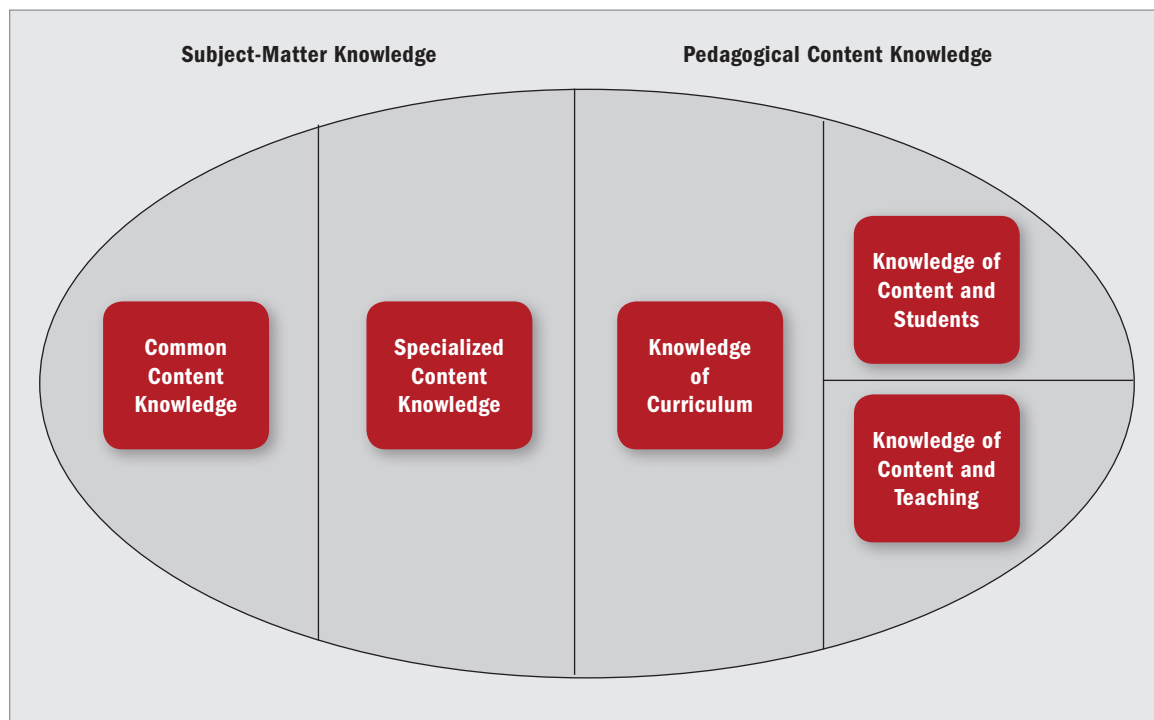 Subject-Matter Knowledge
Pedagogical Content Knowledge
Common
Content
Knowledge
Specialized
Content
Knowledge
Knowledge
of
Curriculum
Knowledge of
Content and
Students
Knowledge of
Content and
Teaching